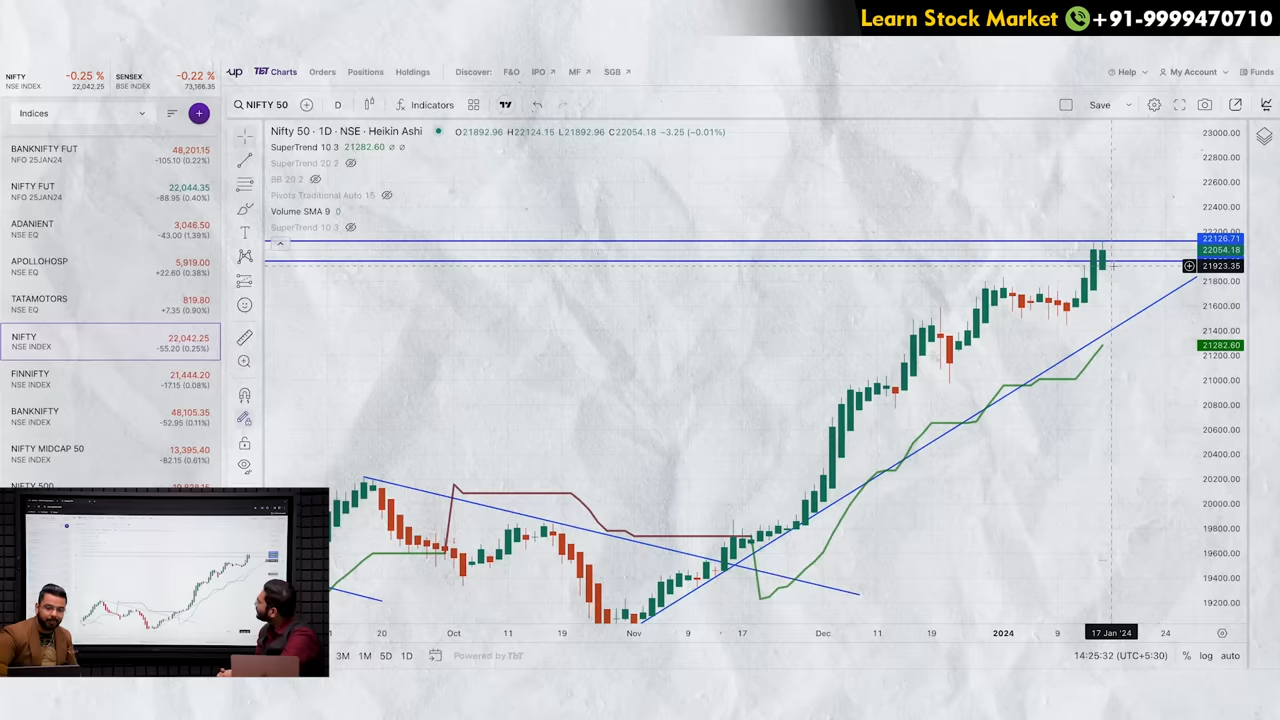 Learn Stock Market +91-9999470710
NIFTY -0.25 % SENSEX -0.22 %
NSE INDEX 22,042.25 BSE INDEX 73,166.35
up TBT Charts Orders Positions Holdings Discover: F&O IPO MF SGB Help My Account Funds
Indices
NIFTY 50 D Indicators Save
Nifty 50 · 1D · NSE · Heikin Ashi O21892.96 H22124.15 L21892.96 C22054.18 −3.25 (−0.01%)
SuperTrend 10 3 21282.60 ∅ ∅
SuperTrend 20 2
BB 20 2
Pivots Traditional Auto 15
Volume SMA 9 0
SuperTrend 10 3
BANKNIFTY FUT 48,201.15
NFO 25JAN24 -105.10 (0.22%)
NIFTY FUT 22,044.35
NFO 25JAN24 -88.95 (0.40%)
ADANIENT 3,046.50
NSE EQ -43.00 (1.39%)
APOLLOHOSP 5,919.00
NSE EQ +22.60 (0.38%)
TATAMOTORS 819.80
NSE EQ +7.35 (0.90%)
NIFTY 22,042.25
NSE INDEX -55.20 (0.25%)
FINNIFTY 21,444.20
NSE INDEX -17.15 (0.08%)
BANKNIFTY 48,105.35
NSE INDEX -52.95 (0.11%)
NIFTY MIDCAP 50 13,395.40
NSE INDEX -82.15 (0.61%)
NIFTY 500
23000.00
22800.00
22600.00
22400.00
22200.00
22126.71
22054.18
21923.35
21800.00
21600.00
21400.00
21282.60
21200.00
21000.00
20800.00
20600.00
20400.00
20200.00
20000.00
19800.00
19600.00
19400.00
19200.00
20 Oct 11 19 Nov 9 17 Dec 11 19 2024 9 17 Jan '24 24
3M 1M 5D 1D Powered by TBT 14:25:32 (UTC+5:30) % log auto